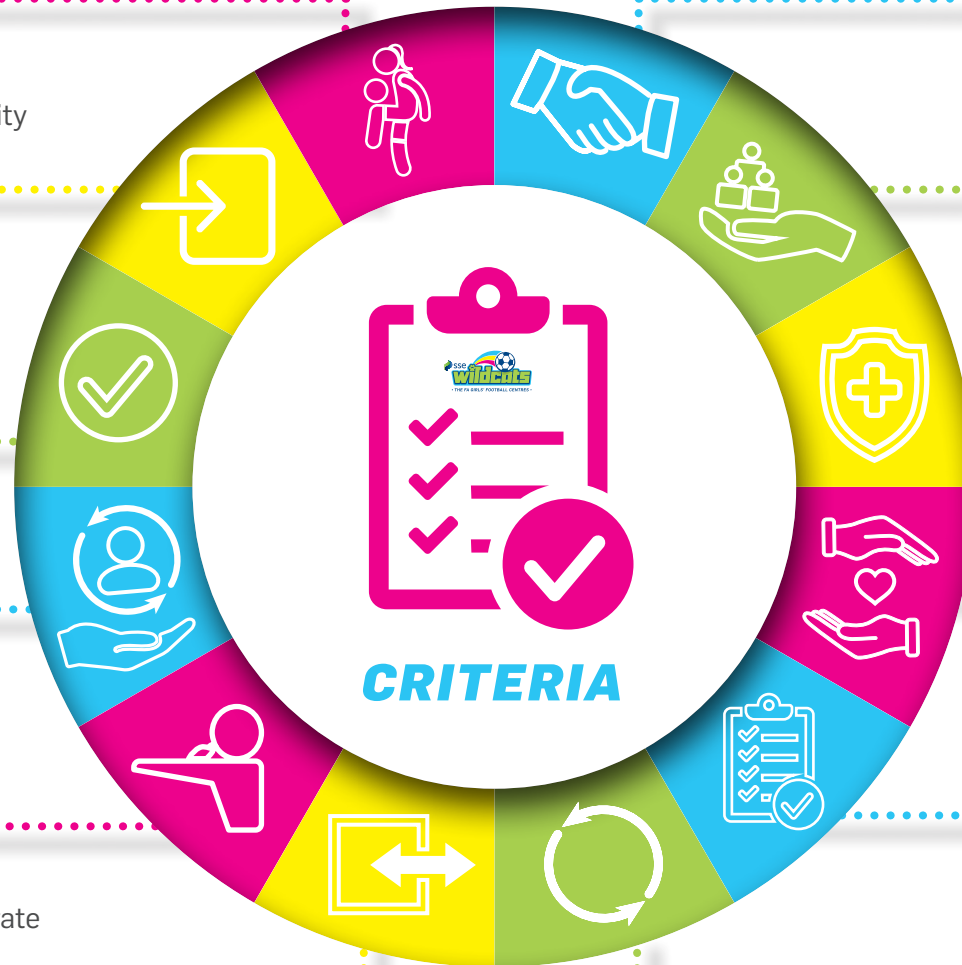 ity
sse
wildcats
• THE FA GIRLS' FOOTBALL CENTRES •
CRITERIA
ate